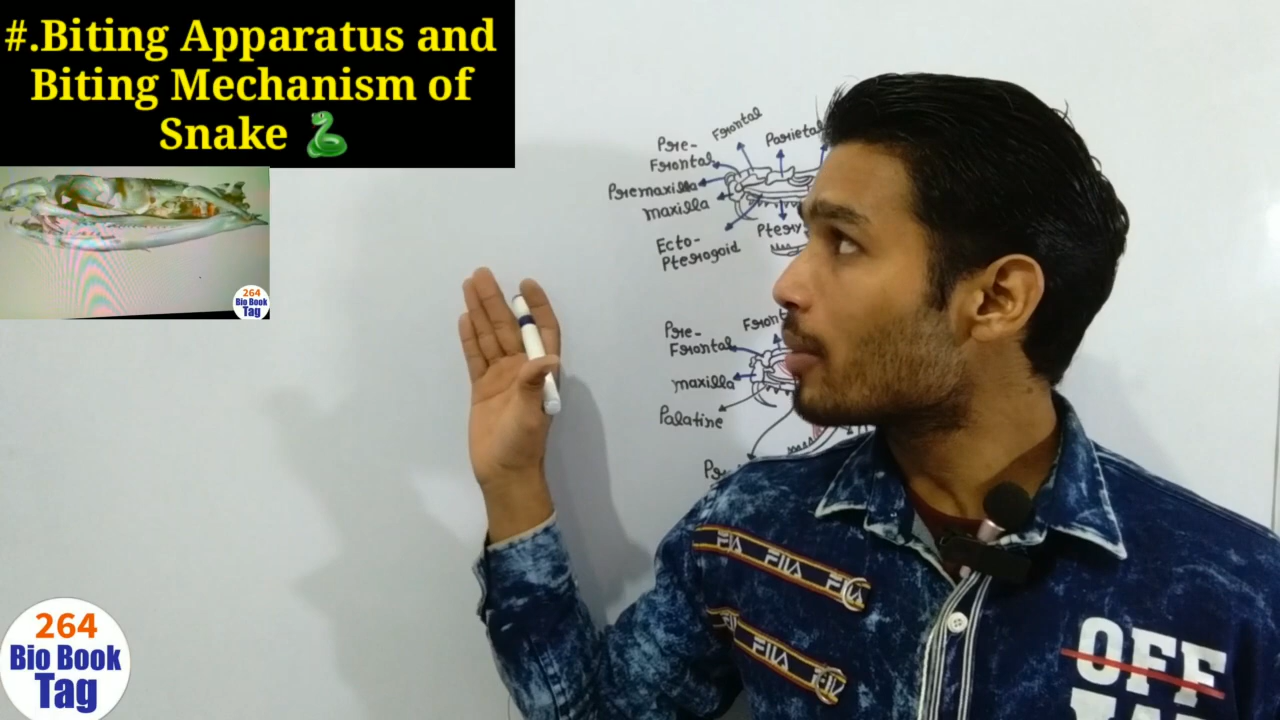 #.Biting Apparatus and
Biting Mechanism of
Snake
264
Bio Book
Tag
Frontal
Parietal
Pre-
Frontal
Premaxilla
maxilla
Ecto-
Pterogoid
Pre-
Frontal
maxilla
Palatine
FILA
FILA
OFF
264
Bio Book
Tag